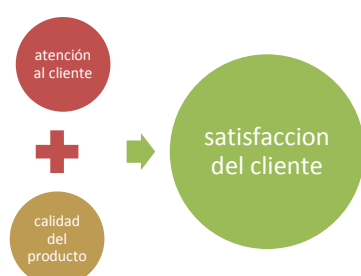 atención
al cliente
satisfaccion
del cliente
calidad
del
producto